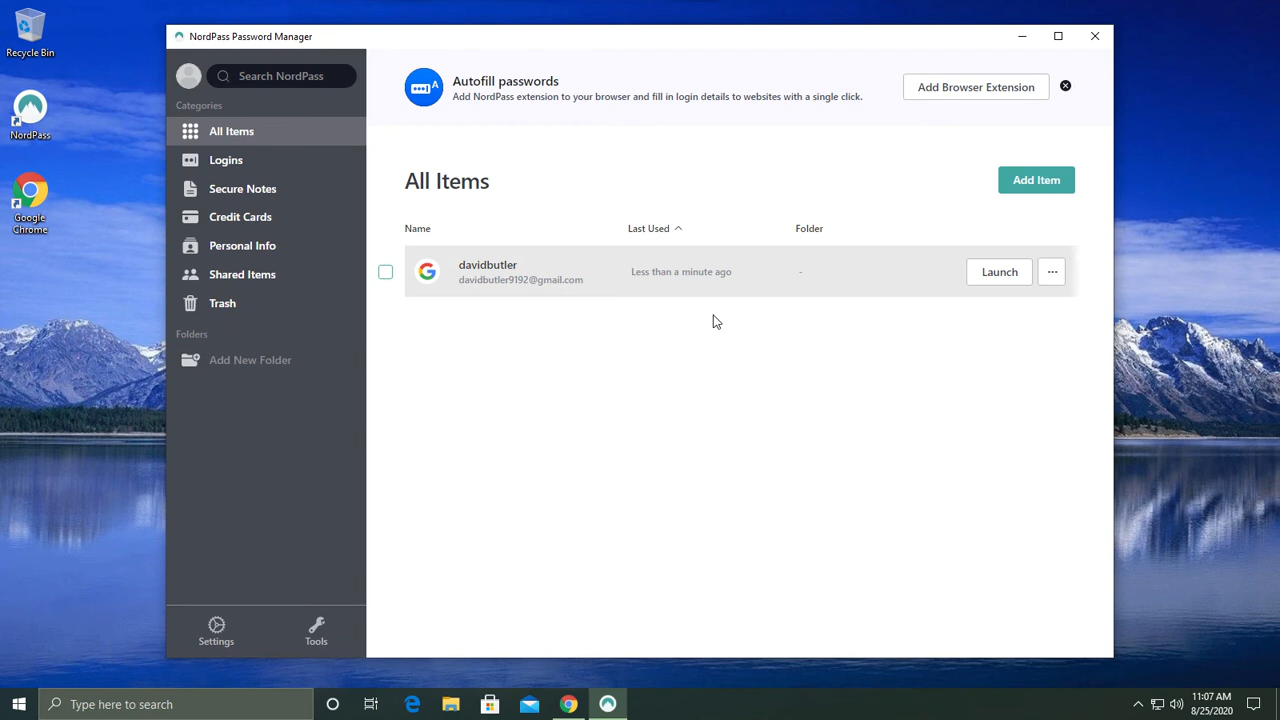 Recycle Bin
NordPass
Google
Chrome
NordPass Password Manager
Search NordPass
Categories
All Items
Logins
Secure Notes
Credit Cards
Personal Info
Shared Items
Trash
Folders
Add New Folder
Settings
Tools
A
Autofill passwords
Add NordPass extension to your browser and fill in login details to websites with a single click.
Add Browser Extension
All Items
Add Item
Name
Last Used
Folder
davidbutler
davidbutler9192@gmail.com
Less than a minute ago
-
Launch
...
Type here to search
11:07 AM
8/25/2020